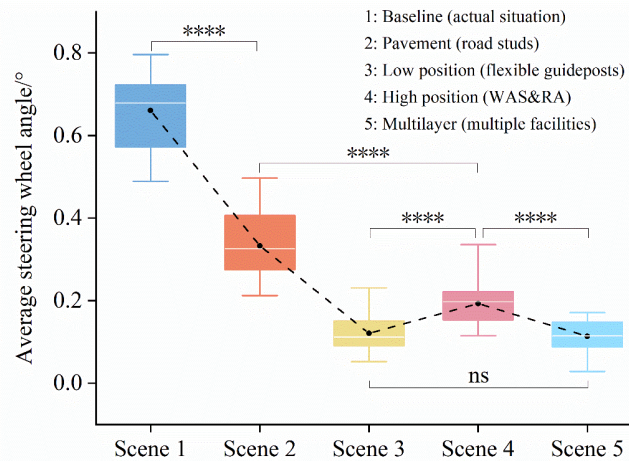 1: Baseline (actual situation)
2: Pavement (road studs)
3: Low position (flexible guideposts)
4: High position (WAS&RA)
5: Multilayer (multiple facilities)
****
****
****
****
ns
Average steering wheel angle/°
0.8
0.6
0.4
0.2
0.0
Scene 1
Scene 2
Scene 3
Scene 4
Scene 5